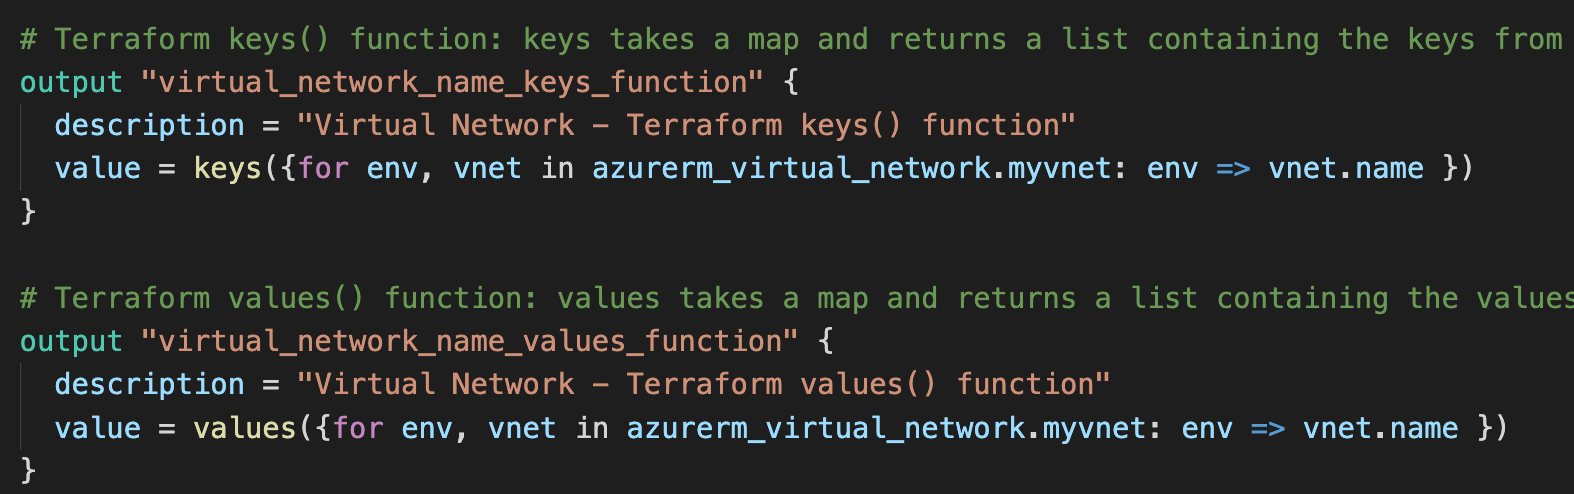 # Terraform keys() function: keys takes a map and returns a list containing the keys from
output "virtual_network_name_keys_function" {
  description = "Virtual Network - Terraform keys() function"
  value = keys({for env, vnet in azurerm_virtual_network.myvnet: env => vnet.name })
}

# Terraform values() function: values takes a map and returns a list containing the values
output "virtual_network_name_values_function" {
  description = "Virtual Network - Terraform values() function"
  value = values({for env, vnet in azurerm_virtual_network.myvnet: env => vnet.name })
}